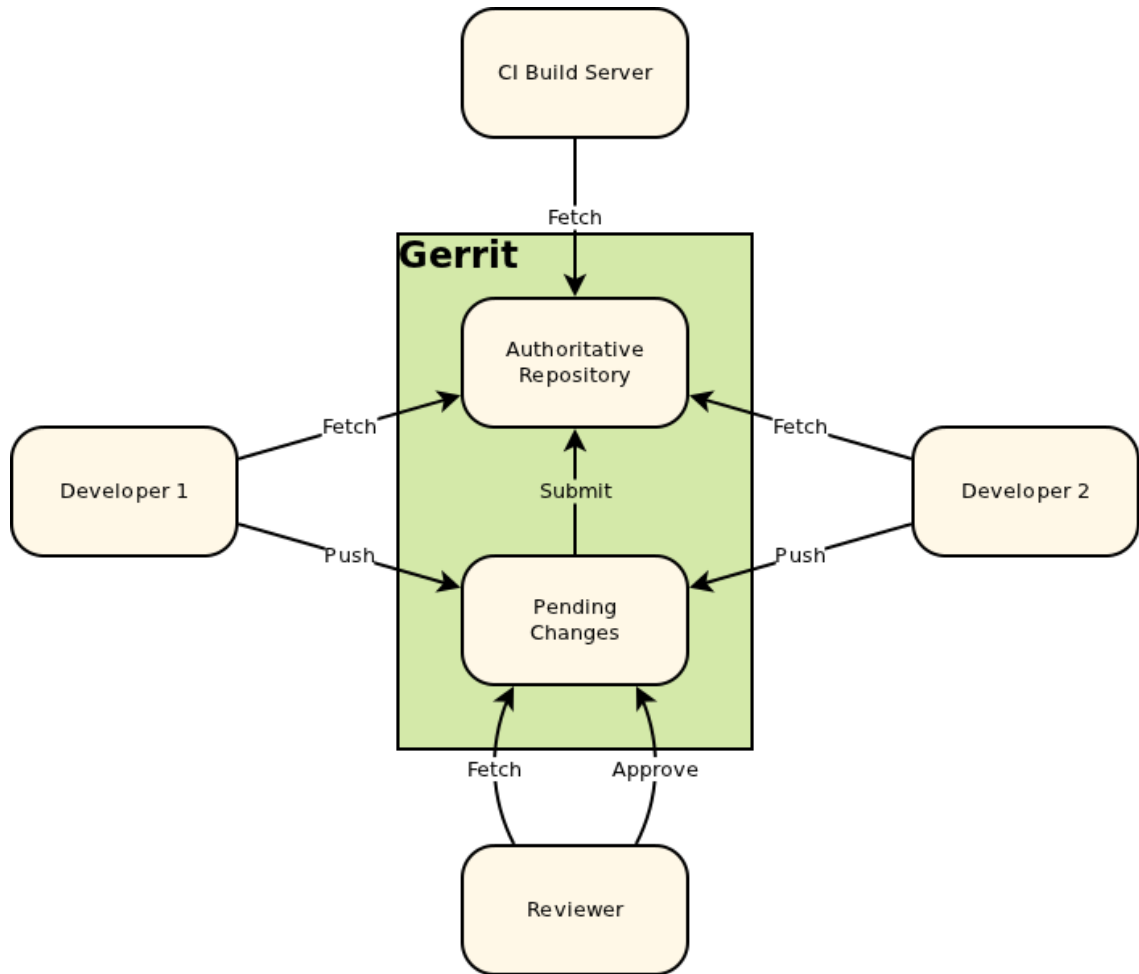 CI Build Server
Fetch
Gerrit
Authoritative
Repository
Fetch
Fetch
Developer 1
Submit
Developer 2
Push
Push
Pending
Changes
Fetch
Approve
Reviewer